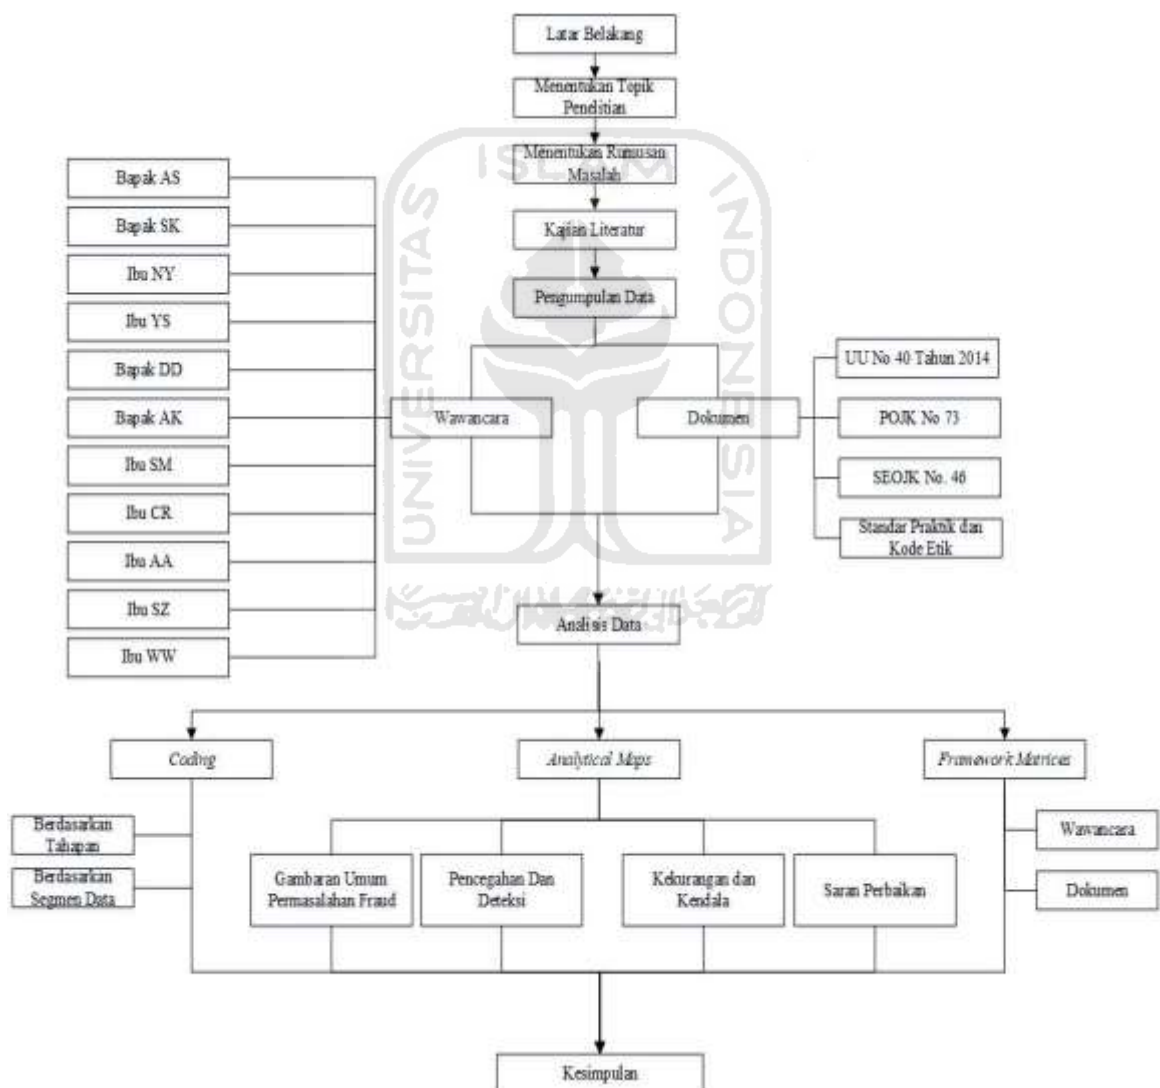 Latar Belakang
Menentukan Topik
Penelitian
Menentukan Rumusan
Masalah
Kajian Literatur
Pengumpulan Data
Bapak AS
Bapak SK
Ibu NY
Ibu YS
Bapak DD
Bapak AK
Ibu SM
Ibu CR
Ibu AA
Ibu SZ
Ibu WW
Wawancara
Dokumen
UU No 40 Tahun 2014
POJK No 73
SEOJK No. 46
Standar Praktik dan
Kode Etik
UNIVERSITAS
ISLAM
INDONESIA
Analisis Data
Coding
Analytical Maps
Framework Matrices
Berdasarkan
Tahapan
Berdasarkan
Segmen Data
Gambaran Umum
Permasalahan Fraud
Pencegahan Dan
Deteksi
Kekurangan dan
Kendala
Saran Perbaikan
Wawancara
Dokumen
Kesimpulan